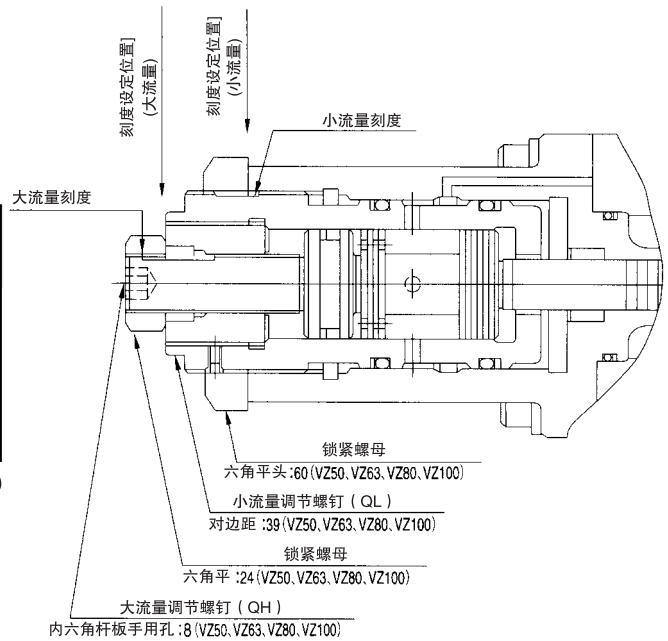 刻度设定位置]
(大流量)
刻度设定位置]
(小流量)
小流量刻度
大流量刻度
锁紧螺母
六角平头:60(VZ50、VZ63、VZ80、VZ100)
小流量调节螺钉(QL)
对边距:39(VZ50、VZ63、VZ80、VZ100)
锁紧螺母
六角平:24(VZ50、VZ63、VZ80、VZ100)
大流量调节螺钉(QH)
内六角杆板手用孔:8(VZ50、VZ63、VZ80、VZ100)